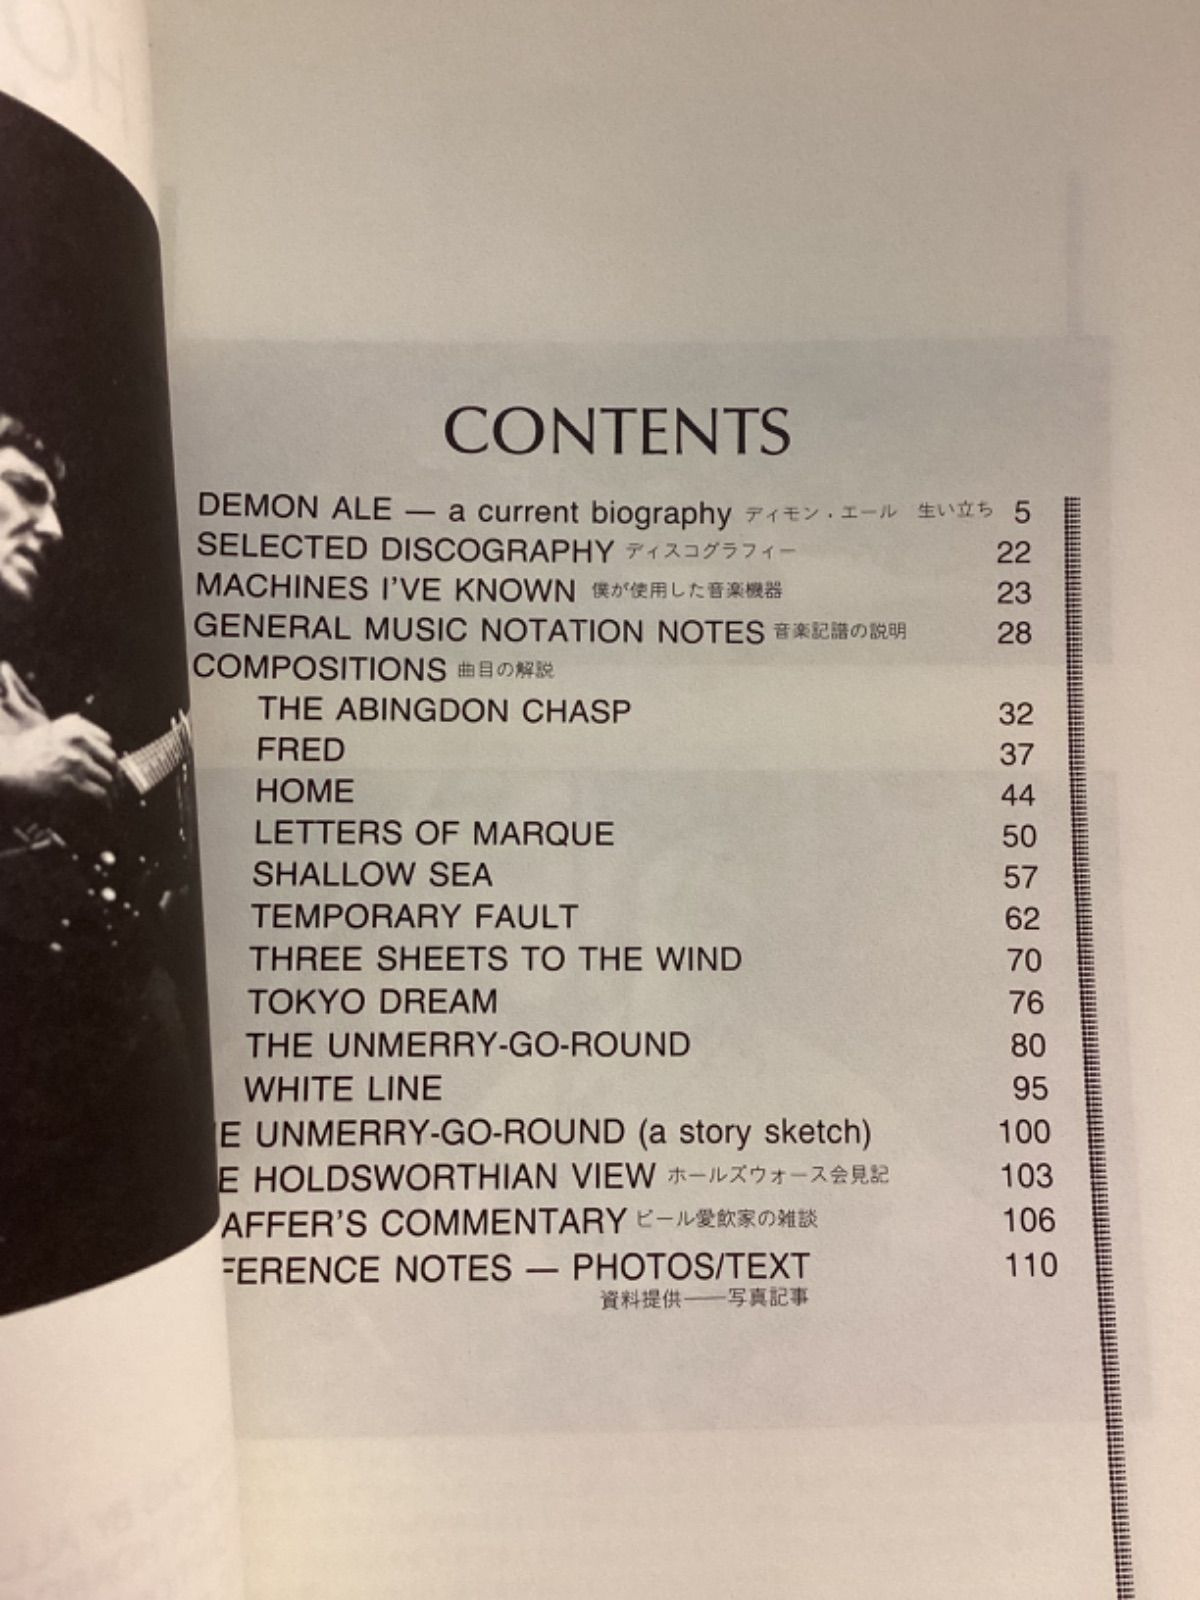 CONTENTS
DEMON ALE — a current biography ディモン・エール 生い立ち 5
SELECTED DISCOGRAPHY ディスコグラフィー 22
MACHINES I'VE KNOWN 僕が使用した音楽機器 23
GENERAL MUSIC NOTATION NOTES 音楽記譜の説明 28
COMPOSITIONS 曲目の解説
THE ABINGDON CHASP 32
FRED 37
HOME 44
LETTERS OF MARQUE 50
SHALLOW SEA 57
TEMPORARY FAULT 62
THREE SHEETS TO THE WIND 70
TOKYO DREAM 76
THE UNMERRY-GO-ROUND 80
WHITE LINE 95
E UNMERRY-GO-ROUND (a story sketch) 100
E HOLDSWORTHIAN VIEW ホールズウォース会見記 103
AFFER'S COMMENTARY ビール愛飲家の雑談 106
FERENCE NOTES — PHOTOS/TEXT 110
資料提供——写真記事